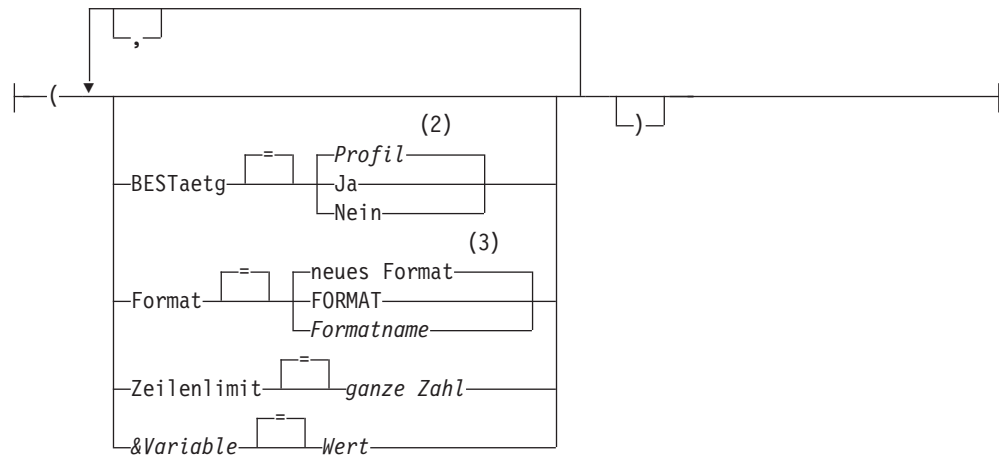 ,
(
)
(2)
=
Profil
BESTaetg
Ja
Nein
(3)
=
neues Format
Format
FORMAT
Formatname
=
Zeilenlimit
ganze Zahl
=
&Variable
Wert